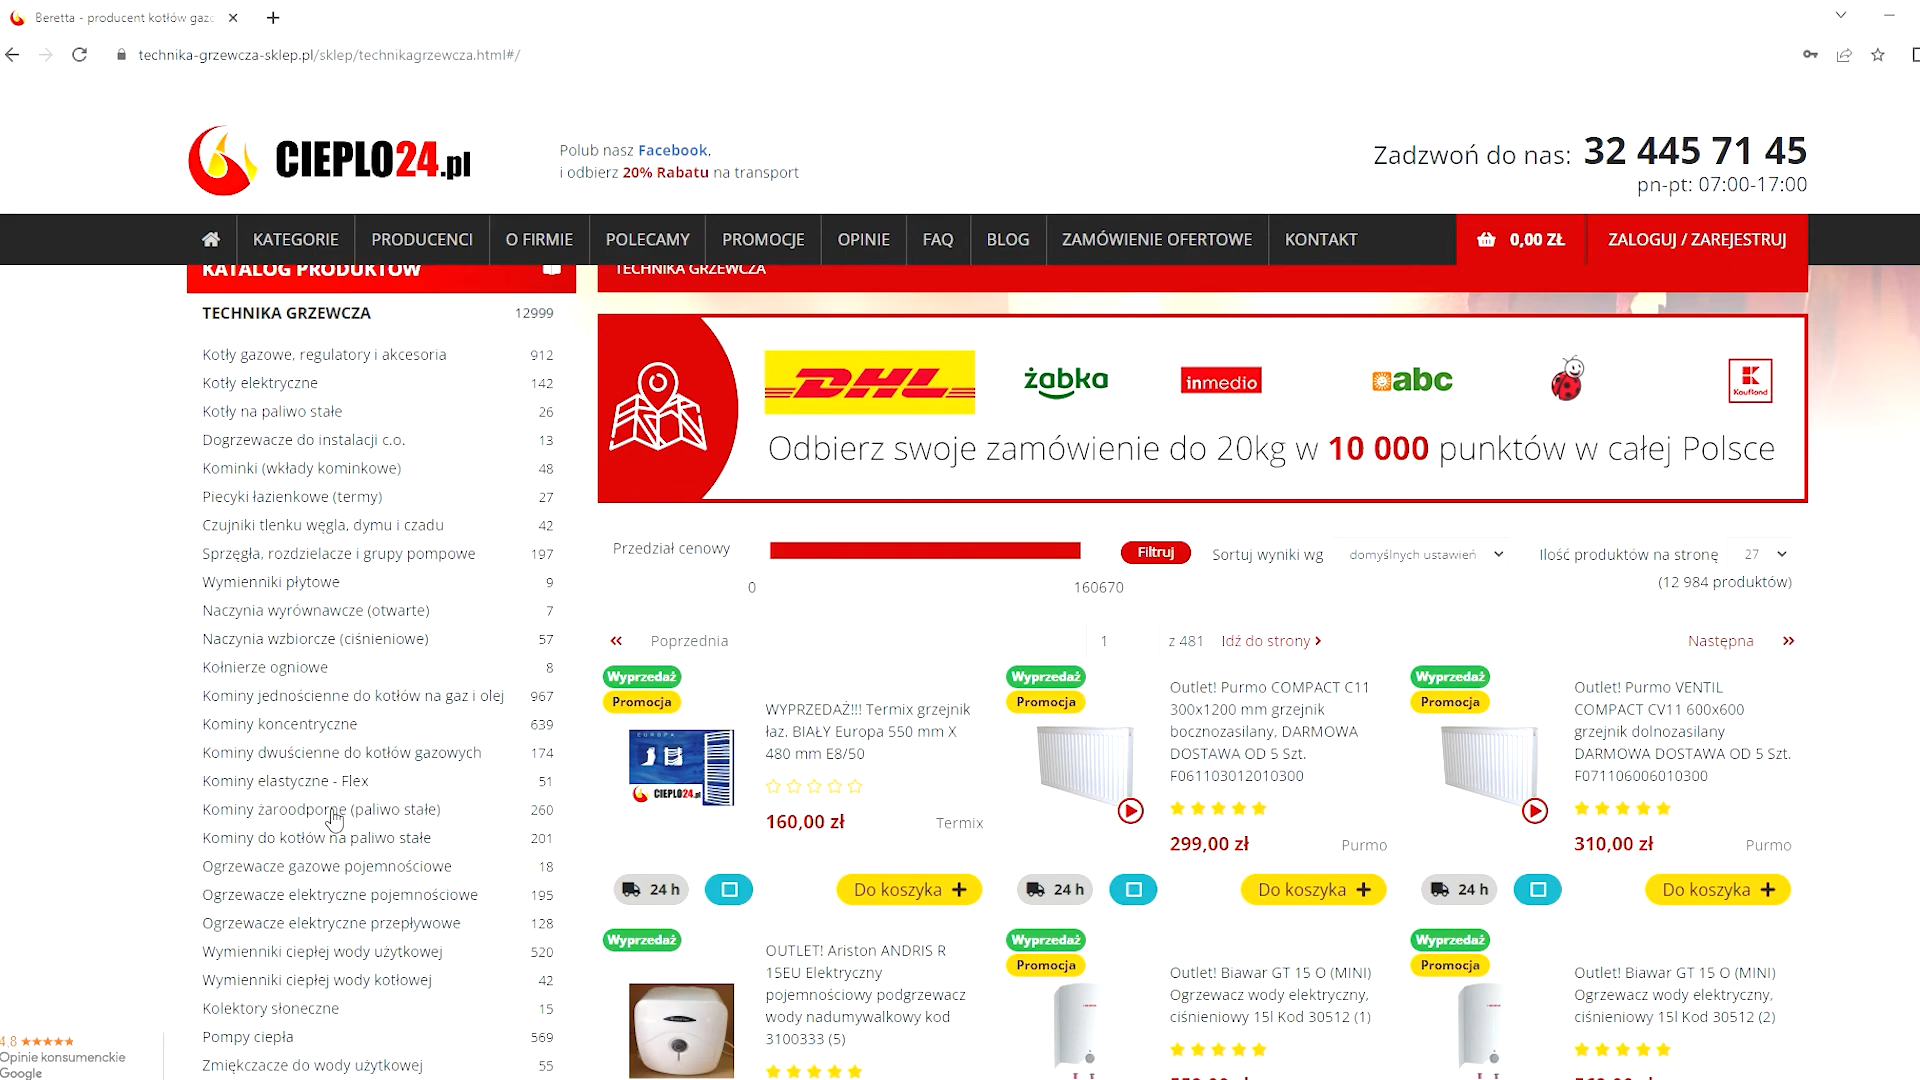 Beretta - producent kotłów gazo
technika-grzewcza-sklep.pl/sklep/technikagrzewcza.html#/
CIEPLO24.pl
Polub nasz Facebook,
i odbierz 20% Rabatu na transport
Zadzwoń do nas: 32 445 71 45
pn-pt: 07:00-17:00
KATEGORIE PRODUCENCI O FIRMIE POLECAMY PROMOCJE OPINIE FAQ BLOG ZAMÓWIENIE OFERTOWE KONTAKT 0,00 ZŁ ZALOGUJ / ZAREJESTRUJ
KATALOG PRODUKTÓW
TECHNIKA GRZEWCZA 12999
Kotły gazowe, regulatory i akcesoria 912
Kotły elektryczne 142
Kotły na paliwo stałe 26
Dogrzewacze do instalacji c.o. 13
Kominki (wkłady kominkowe) 48
Piecyki łazienkowe (termy) 27
Czujniki tlenku węgla, dymu i czadu 42
Sprzęgła, rozdzielacze i grupy pompowe 197
Wymienniki płytowe 9
Naczynia wyrównawcze (otwarte) 7
Naczynia wzbiorcze (ciśnieniowe) 57
Kołnierze ogniowe 8
Kominy jednościenne do kotłów na gaz i olej 967
Kominy koncentryczne 639
Kominy dwuścienne do kotłów gazowych 174
Kominy elastyczne - Flex 51
Kominy żaroodporne (paliwo stałe) 260
Kominy do kotłów na paliwo stałe 201
Ogrzewacze gazowe pojemnościowe 18
Ogrzewacze elektryczne pojemnościowe 195
Ogrzewacze elektryczne przepływowe 128
Wymienniki ciepłej wody użytkowej 520
Wymienniki ciepłej wody kotłowej 42
Kolektory słoneczne 15
Pompy ciepła 569
Zmiękczacze do wody użytkowej 55
4,8
Opinie konsumenckie
Google
TECHNIKA GRZEWCZA
DHL żabka inmedio abc Kaufland
Odbierz swoje zamówienie do 20kg w 10 000 punktów w całej Polsce
Przedział cenowy
0 160670
Filtruj
Sortuj wyniki wg domyślnych ustawień
Ilość produktów na stronę 27
(12 984 produktów)
« Poprzednia 1 z 481 Idź do strony Następna »
Wyprzedaż
Promocja
EUROPA
CIEPLO24.pl
WYPRZEDAŻ!!! Termix grzejnik
łaz. BIAŁY Europa 550 mm X
480 mm E8/50
160,00 zł Termix
24 h
Do koszyka +
Wyprzedaż
Promocja
Outlet! Purmo COMPACT C11
300x1200 mm grzejnik
bocznozasilany, DARMOWA
DOSTAWA OD 5 Szt.
F061103012010300
299,00 zł Purmo
24 h
Do koszyka +
Wyprzedaż
Promocja
Outlet! Purmo VENTIL
COMPACT CV11 600x600
grzejnik dolnozasilany
DARMOWA DOSTAWA OD 5 Szt.
F071106006010300
310,00 zł Purmo
24 h
Do koszyka +
Wyprzedaż
OUTLET! Ariston ANDRIS R
15EU Elektryczny
pojemnościowy podgrzewacz
wody nadumywalkowy kod
3100333 (5)
Wyprzedaż
Promocja
Outlet! Biawar GT 15 O (MINI)
Ogrzewacz wody elektryczny,
ciśnieniowy 15l Kod 30512 (1)
Wyprzedaż
Promocja
Outlet! Biawar GT 15 O (MINI)
Ogrzewacz wody elektryczny,
ciśnieniowy 15l Kod 30512 (2)